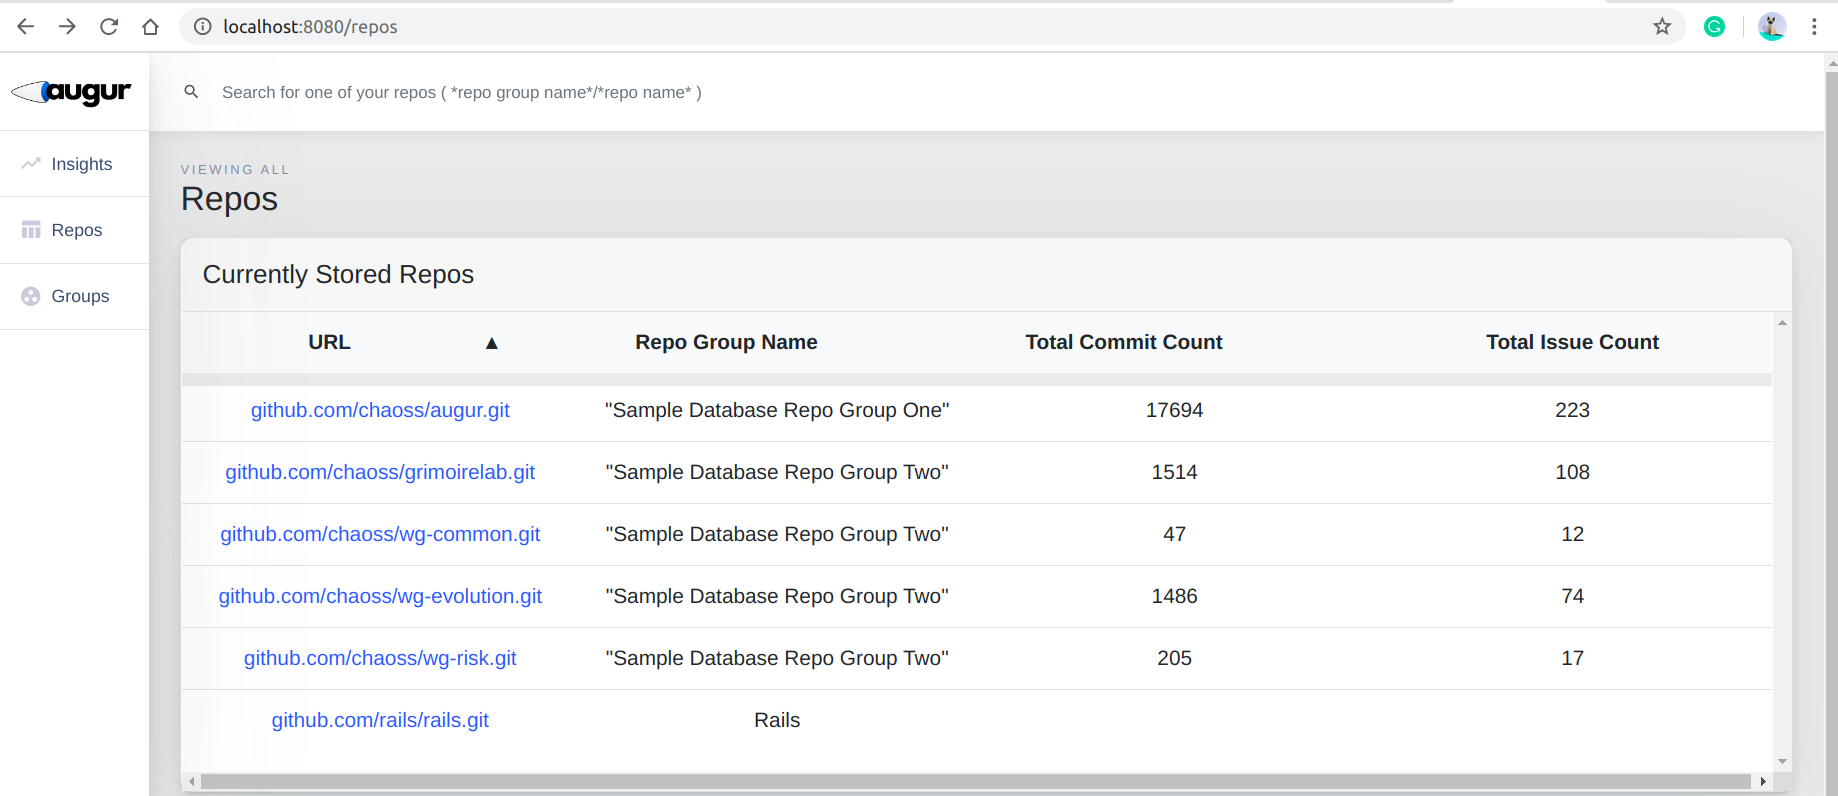 localhost:8080/repos
augur
Search for one of your repos ( *repo group name*/*repo name* )
Insights
Repos
Groups
VIEWING ALL
Repos
Currently Stored Repos
URL ▲ Repo Group Name Total Commit Count Total Issue Count
github.com/chaoss/augur.git "Sample Database Repo Group One" 17694 223
github.com/chaoss/grimoirelab.git "Sample Database Repo Group Two" 1514 108
github.com/chaoss/wg-common.git "Sample Database Repo Group Two" 47 12
github.com/chaoss/wg-evolution.git "Sample Database Repo Group Two" 1486 74
github.com/chaoss/wg-risk.git "Sample Database Repo Group Two" 205 17
github.com/rails/rails.git Rails